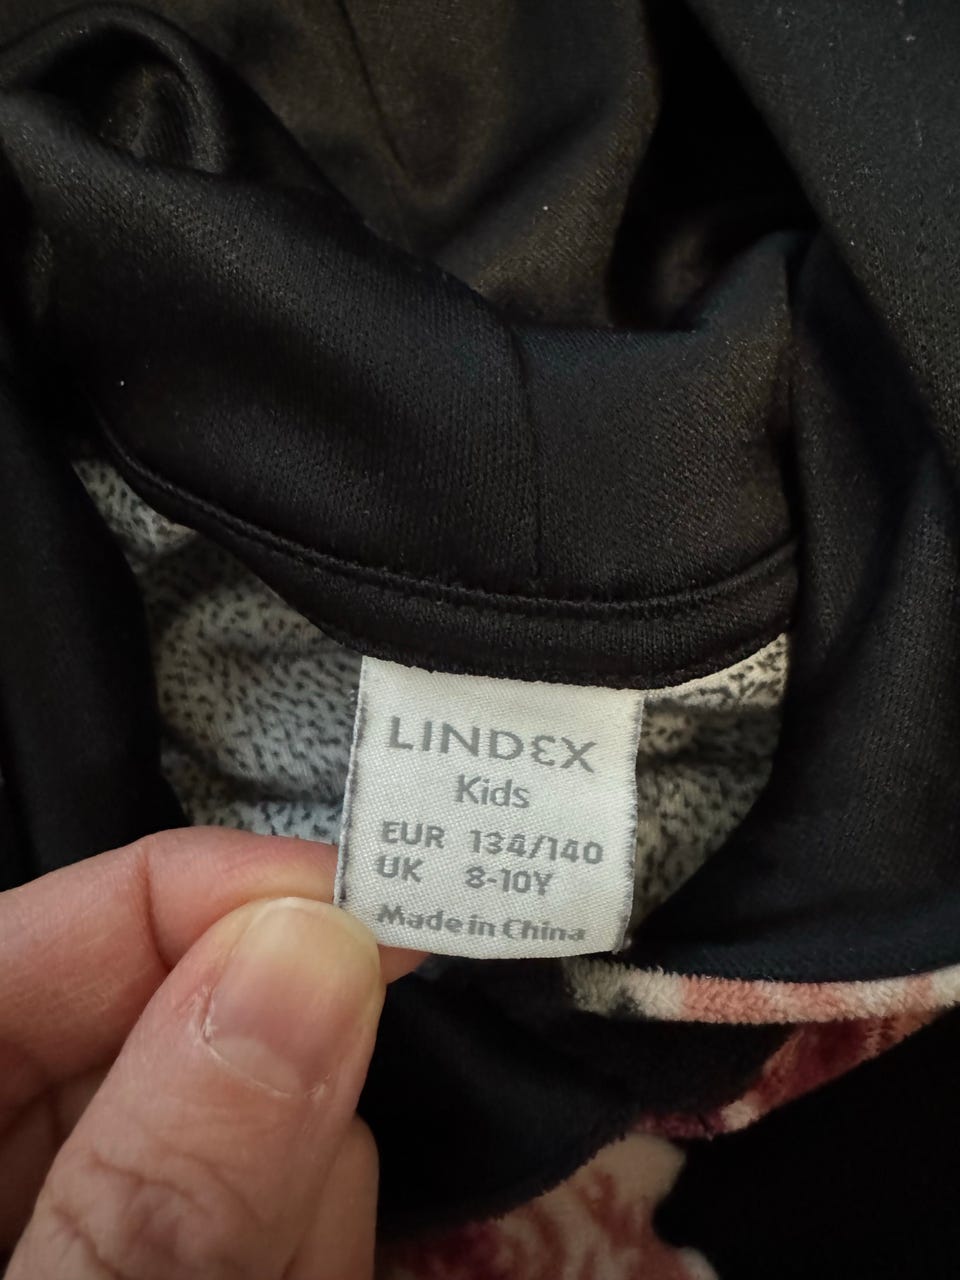 LINDEX
Kids
EUR 134/140
UK 8-10Y
Made in China